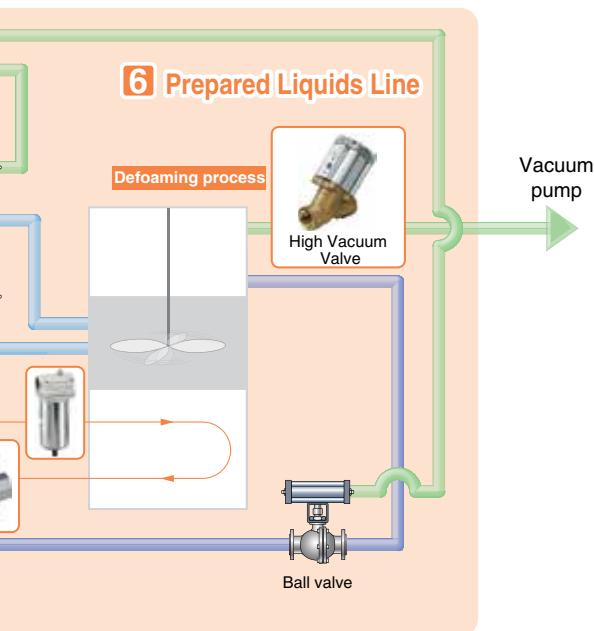 6 Prepared Liquids Line
Defoaming process
High Vacuum
Valve
Vacuum
pump
Ball valve